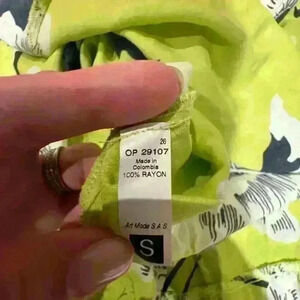 26
OP 29107
Made in
Colombia
100% RAYON
Art Mode S.A.S
S